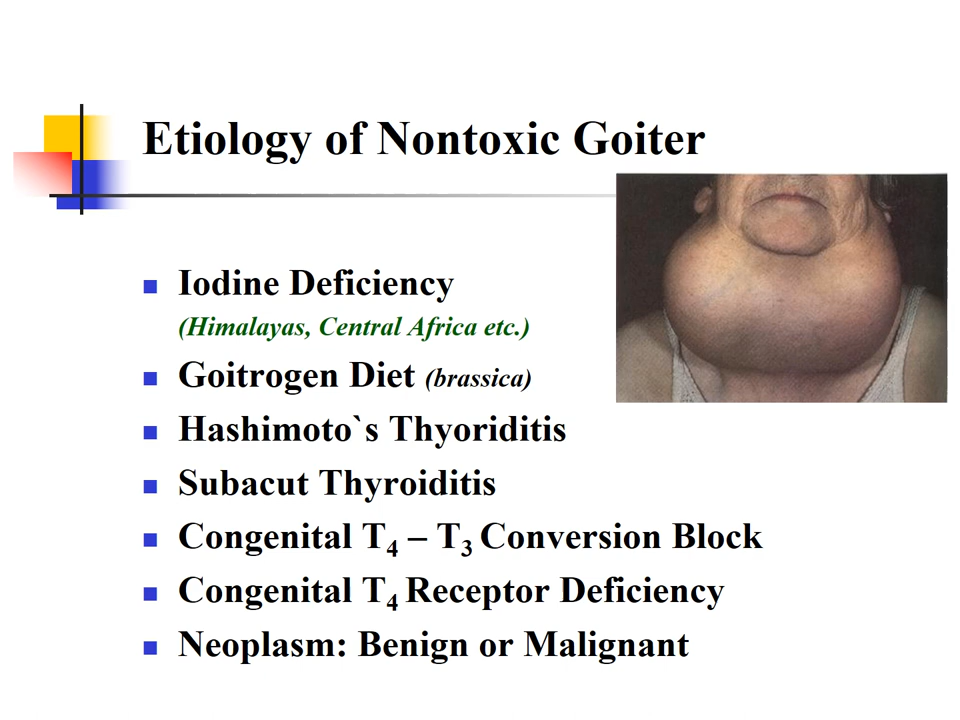 Etiology of Nontoxic Goiter
Iodine Deficiency
(Himalayas, Central Africa etc.)
Goitrogen Diet (brassica)
Hashimoto`s Thyoriditis
Subacut Thyroiditis
Congenital T₄ – T₃ Conversion Block
Congenital T₄ Receptor Deficiency
Neoplasm: Benign or Malignant